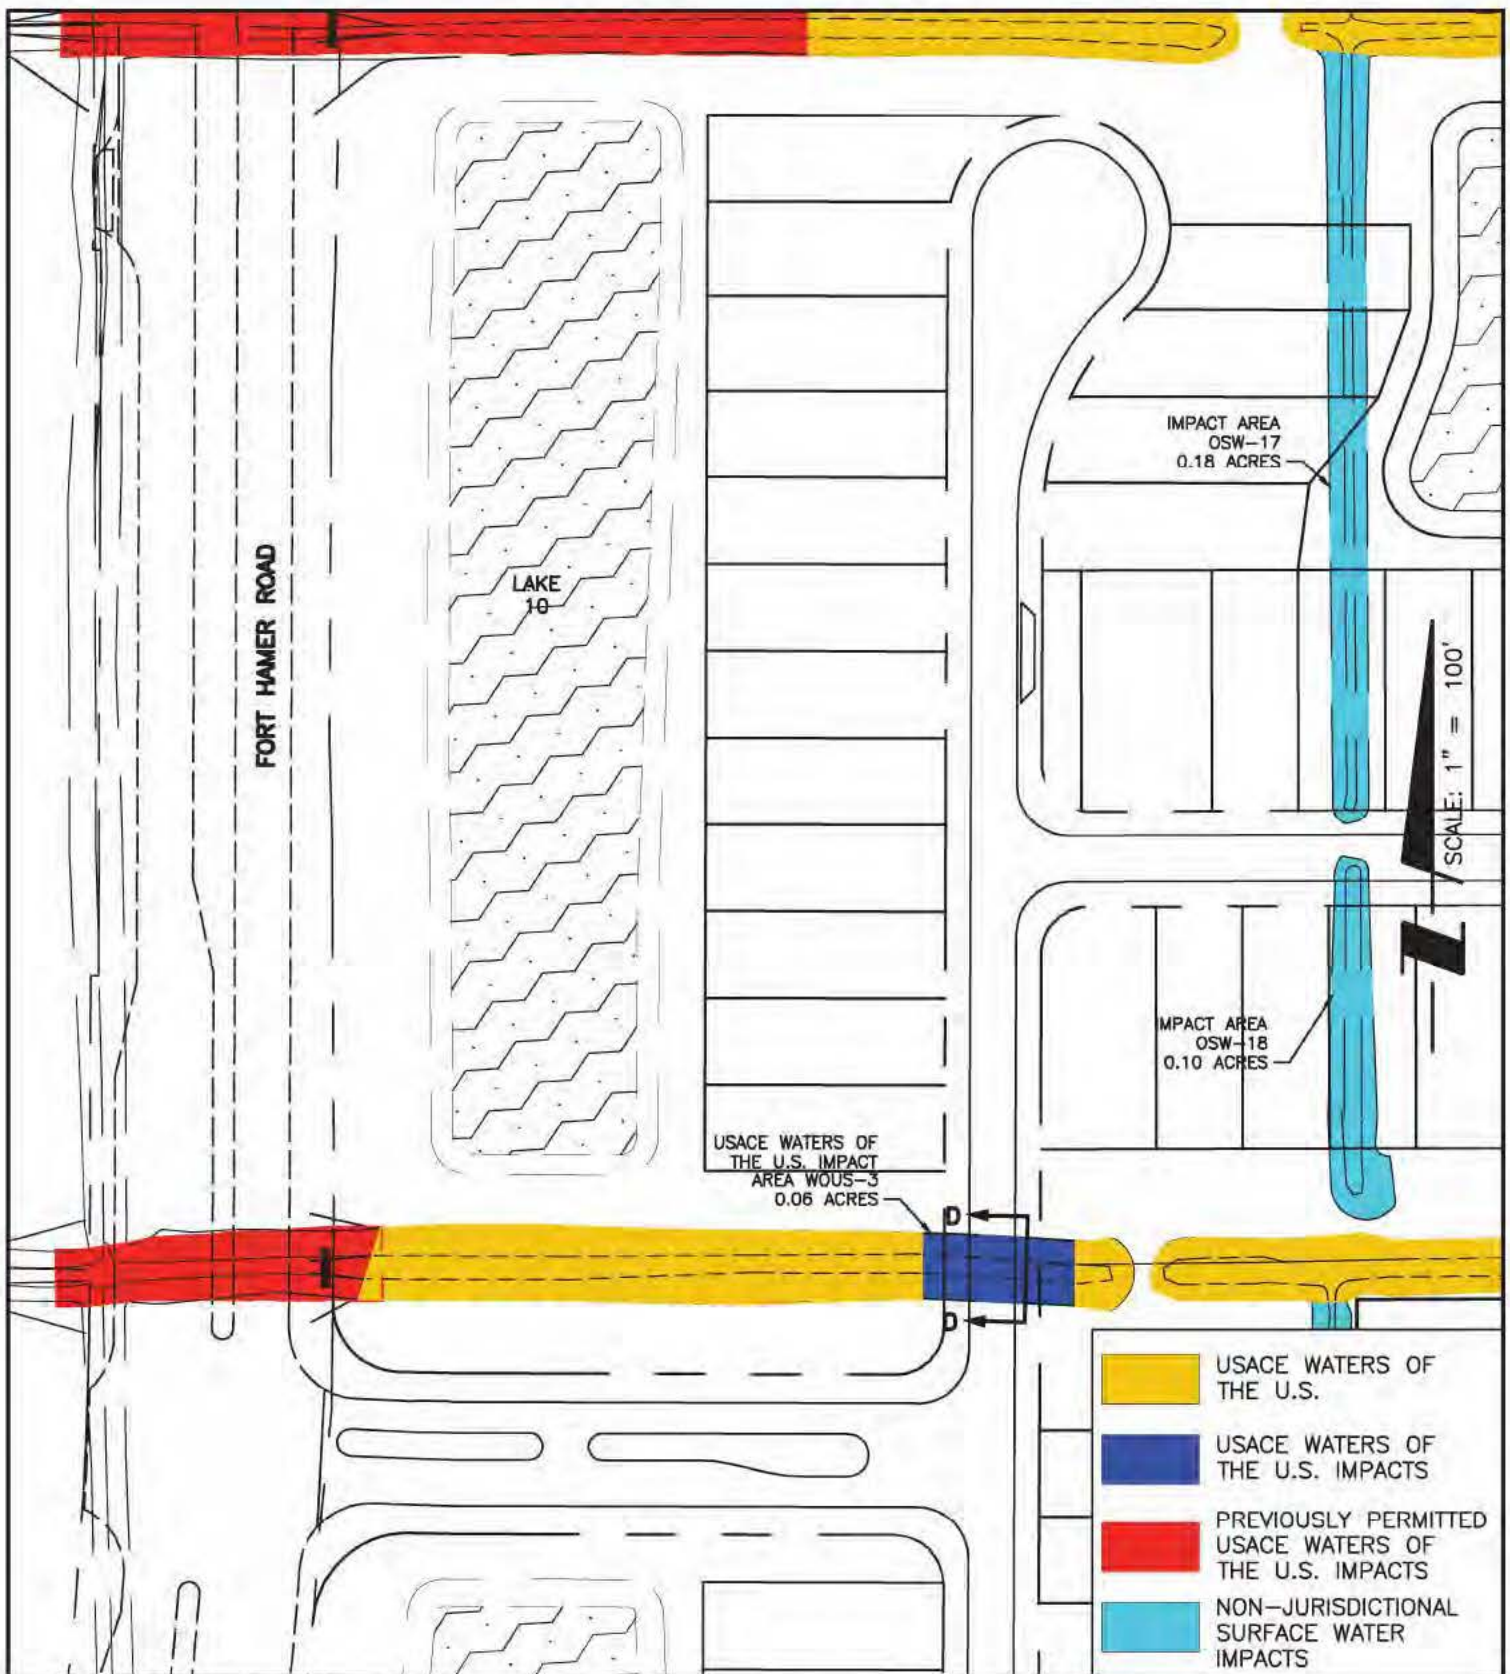 IMPACT AREA
OSW-17
0.18 ACRES
FORT HAMER ROAD
LAKE
10
SCALE: 1" = 100'
MPACT AREA
OSW-18
0.10 ACRES
USACE WATERS OF
THE U.S. IMPACT
AREA WOUS-3
0.06 ACRES
D
D
Z
USACE WATERS OF
THE U.S.
USACE WATERS OF
THE U.S. IMPACTS
PREVIOUSLY PERMITTED
USACE WATERS OF
THE U.S. IMPACTS
NON-JURISDICTIONAL
SURFACE WATER
IMPACTS